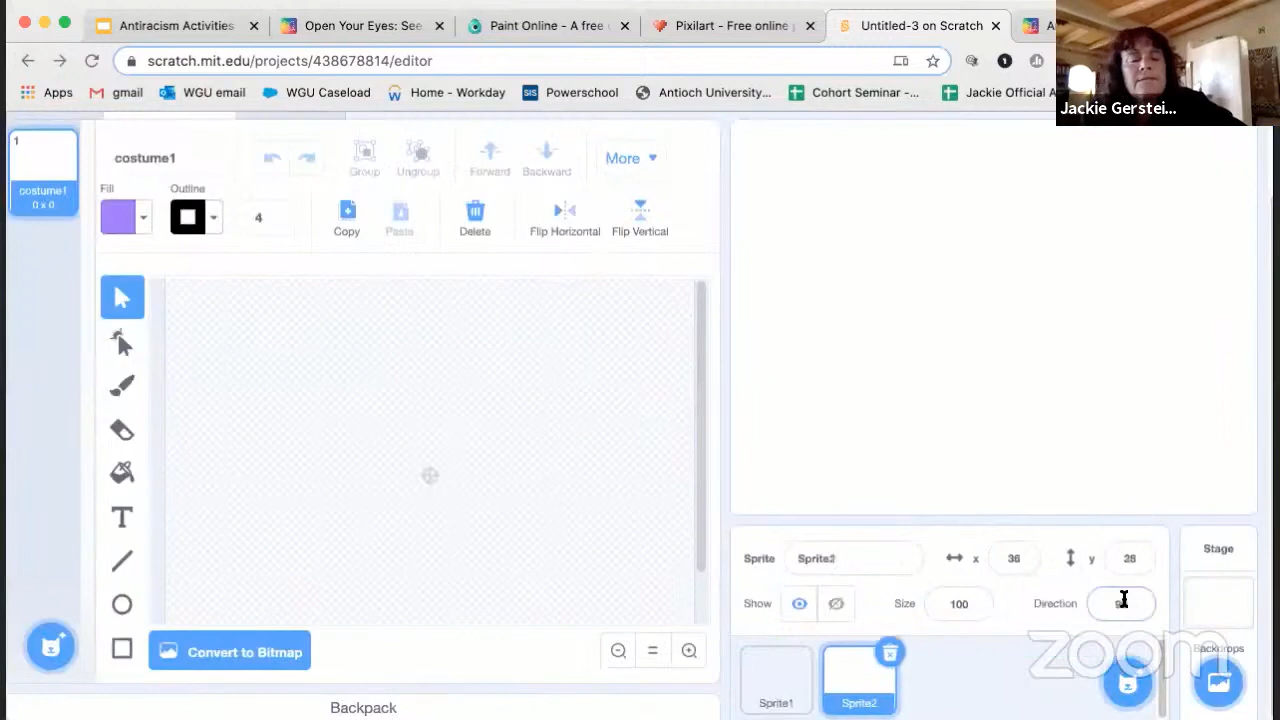 Antiracism Activities
Open Your Eyes: See
Paint Online - A free
Pixilart - Free online
Untitled-3 on Scratch
scratch.mit.edu/projects/438678814/editor
Apps
gmail
WGU email
WGU Caseload
Home - Workday
SIS
Powerschool
Antioch University...
Cohort Seminar -...
Jackie Official A
Jackie Gerstei...
1
costume1
0 x 0
costume1
Group
Ungroup
Forward
Backward
More
Fill
Outline
4
Copy
Paste
Delete
Flip Horizontal
Flip Vertical
T
Convert to Bitmap
Backpack
Sprite
Sprite2
x
36
y
28
Show
Size
100
Direction
Stage
Backdrops
Sprite1
Sprite2
zoom